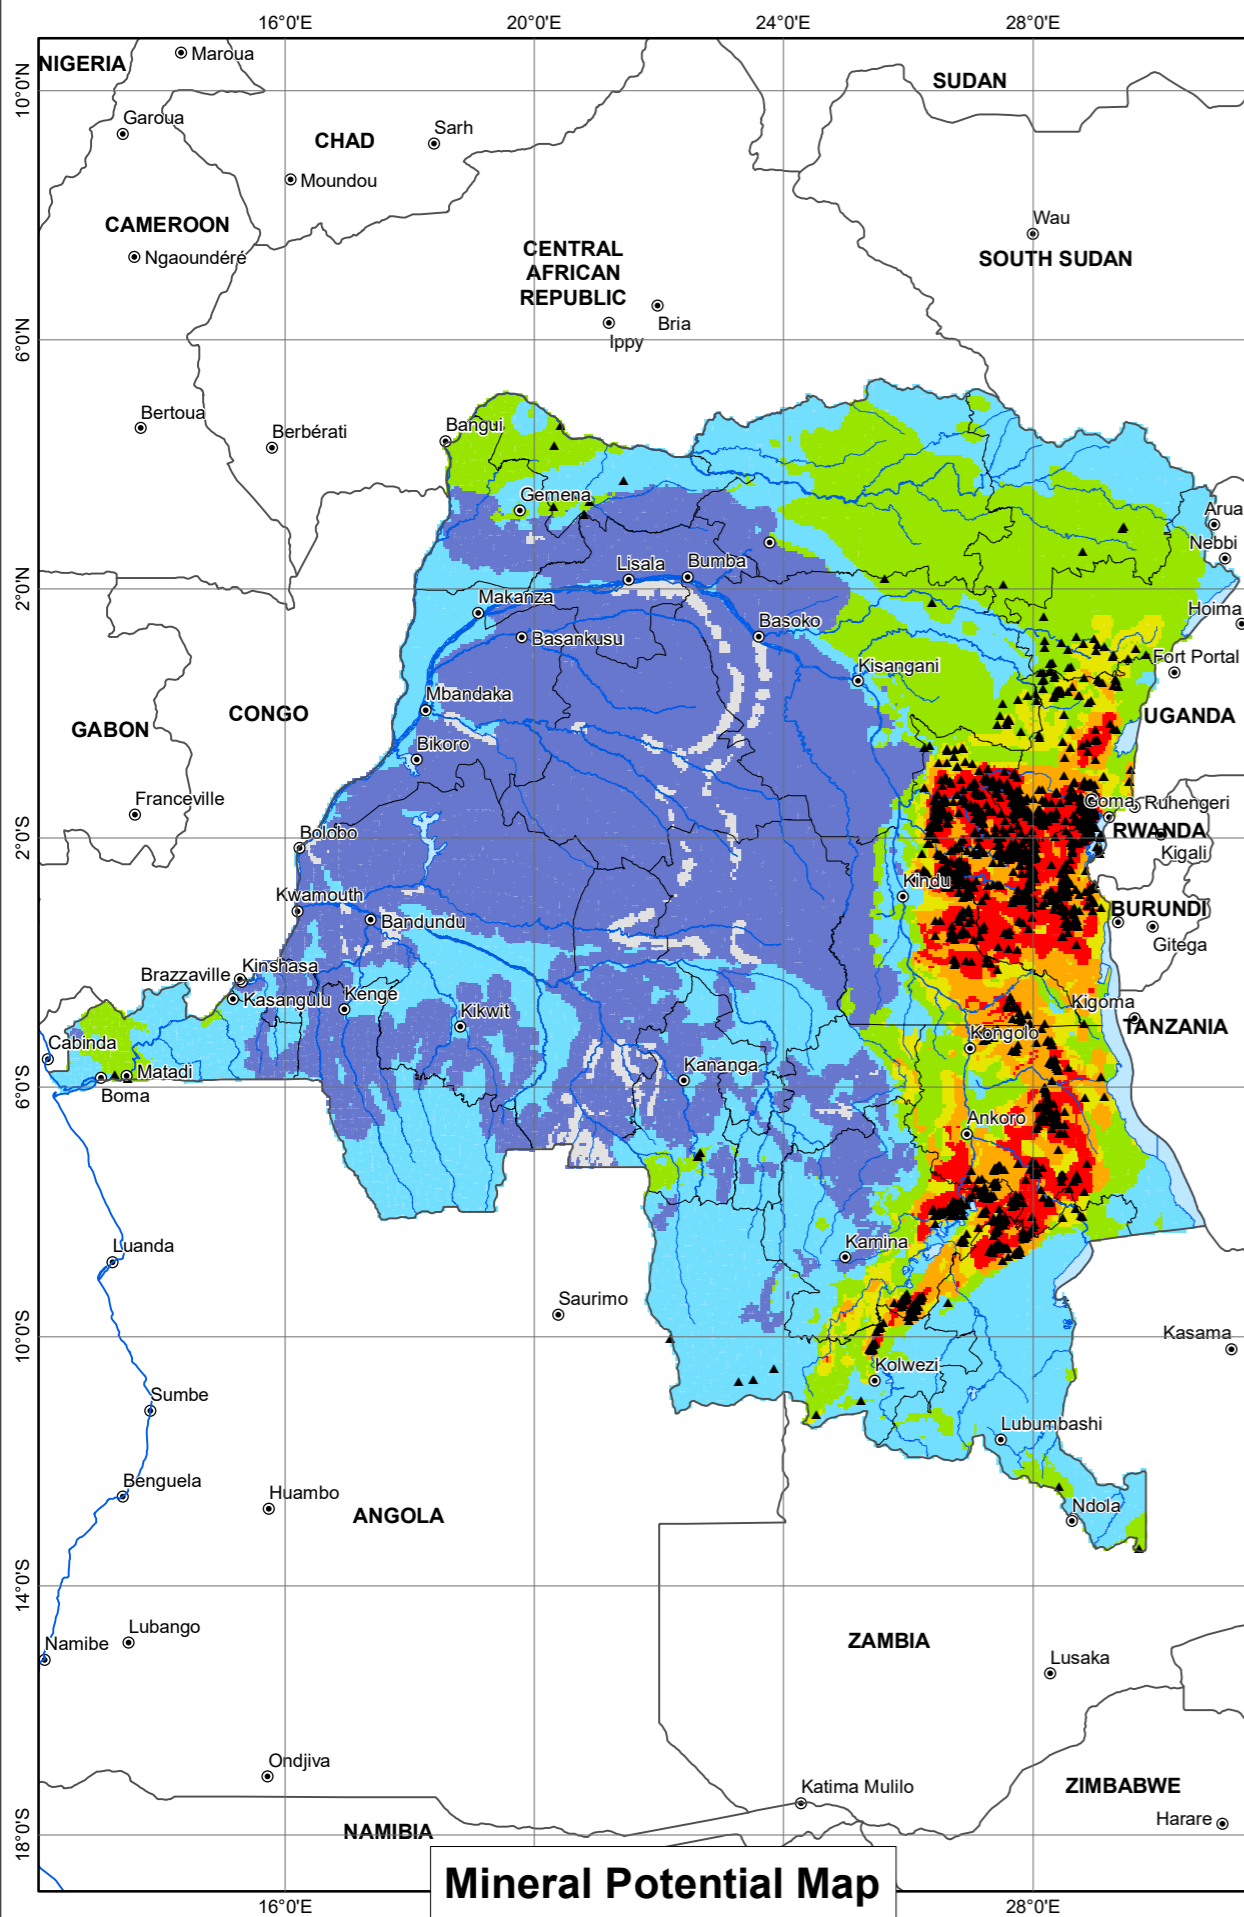 16°0'E 20°0'E 24°0'E 28°0'E
Maroua
NIGERIA
SUDAN
10°0'N
Garoua
Sarh
CHAD
Moundou
Wau
CAMEROON
CENTRAL
AFRICAN
REPUBLIC
Ngaoundéré
SOUTH SUDAN
Bria
Ippy
6°0'N
Bertoua
Berbérati
Bangui
Gemena
Arua
Nebbi
Lisala
Bumba
2°0'N
Makanza
Hoima
Basankusu
Basoko
Fort Portal
Kisangani
Mbandaka
CONGO
UGANDA
GABON
Bikoro
Franceville
Goma
Ruhengeri
Bolobo
RWANDA
2°0'S
Kigali
Kindu
Kwamouth
BURUNDI
Bandundu
Gitega
Kinshasa
Brazzaville
Kasangulu
Kenge
Kigoma
Kikwit
TANZANIA
Kongolo
Cabinda
Matadi
Kananga
6°0'S
Boma
Ankoro
Luanda
Kamina
Saurimo
10°0'S
Kasama
Kolwezi
Sumbe
Lubumbashi
Benguela
Huambo
Ndola
ANGOLA
14°0'S
Lubango
Namibe
ZAMBIA
Lusaka
Ondjiva
Katima Mulilo
ZIMBABWE
Harare
NAMIBIA
18°0'S
Mineral Potential Map
16°0'E 28°0'E